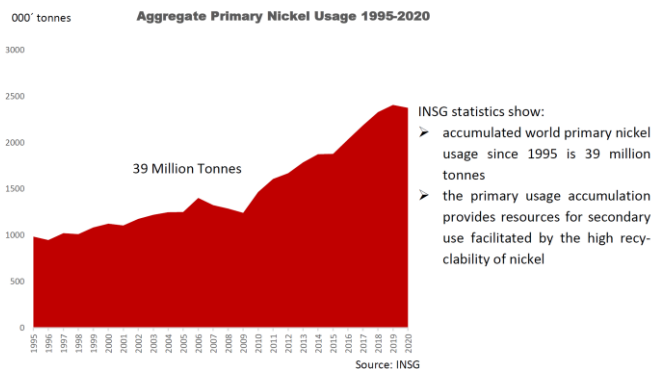 000´ tonnes
Aggregate Primary Nickel Usage 1995-2020
3000
2500
2000
1500
1000
500
0
39 Million Tonnes
1995 1996 1997 1998 1999 2000 2001 2002 2003 2004 2005 2006 2007 2008 2009 2010 2011 2012 2013 2014 2015 2016 2017 2018 2019 2020
Source: INSG
INSG statistics show:
➢ accumulated world primary nickel
usage since 1995 is 39 million
tonnes
➢ the primary usage accumulation
provides resources for secondary
use facilitated by the high recy-
clability of nickel